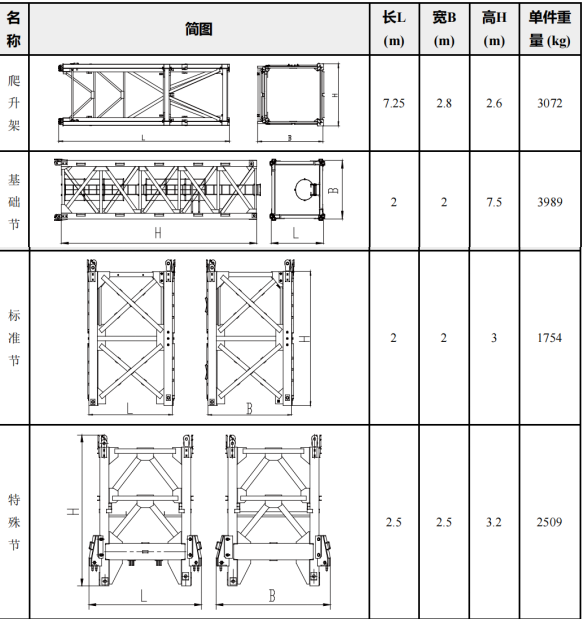 名称 简图 长L (m) 宽B (m) 高H (m) 单件重量 (kg)
爬升架 L B H 7.25 2.8 2.6 3072
基础节 H L B 2 2 7.5 3989
标准节 L B H 2 2 3 1754
特殊节 H L B 2.5 2.5 3.2 2509